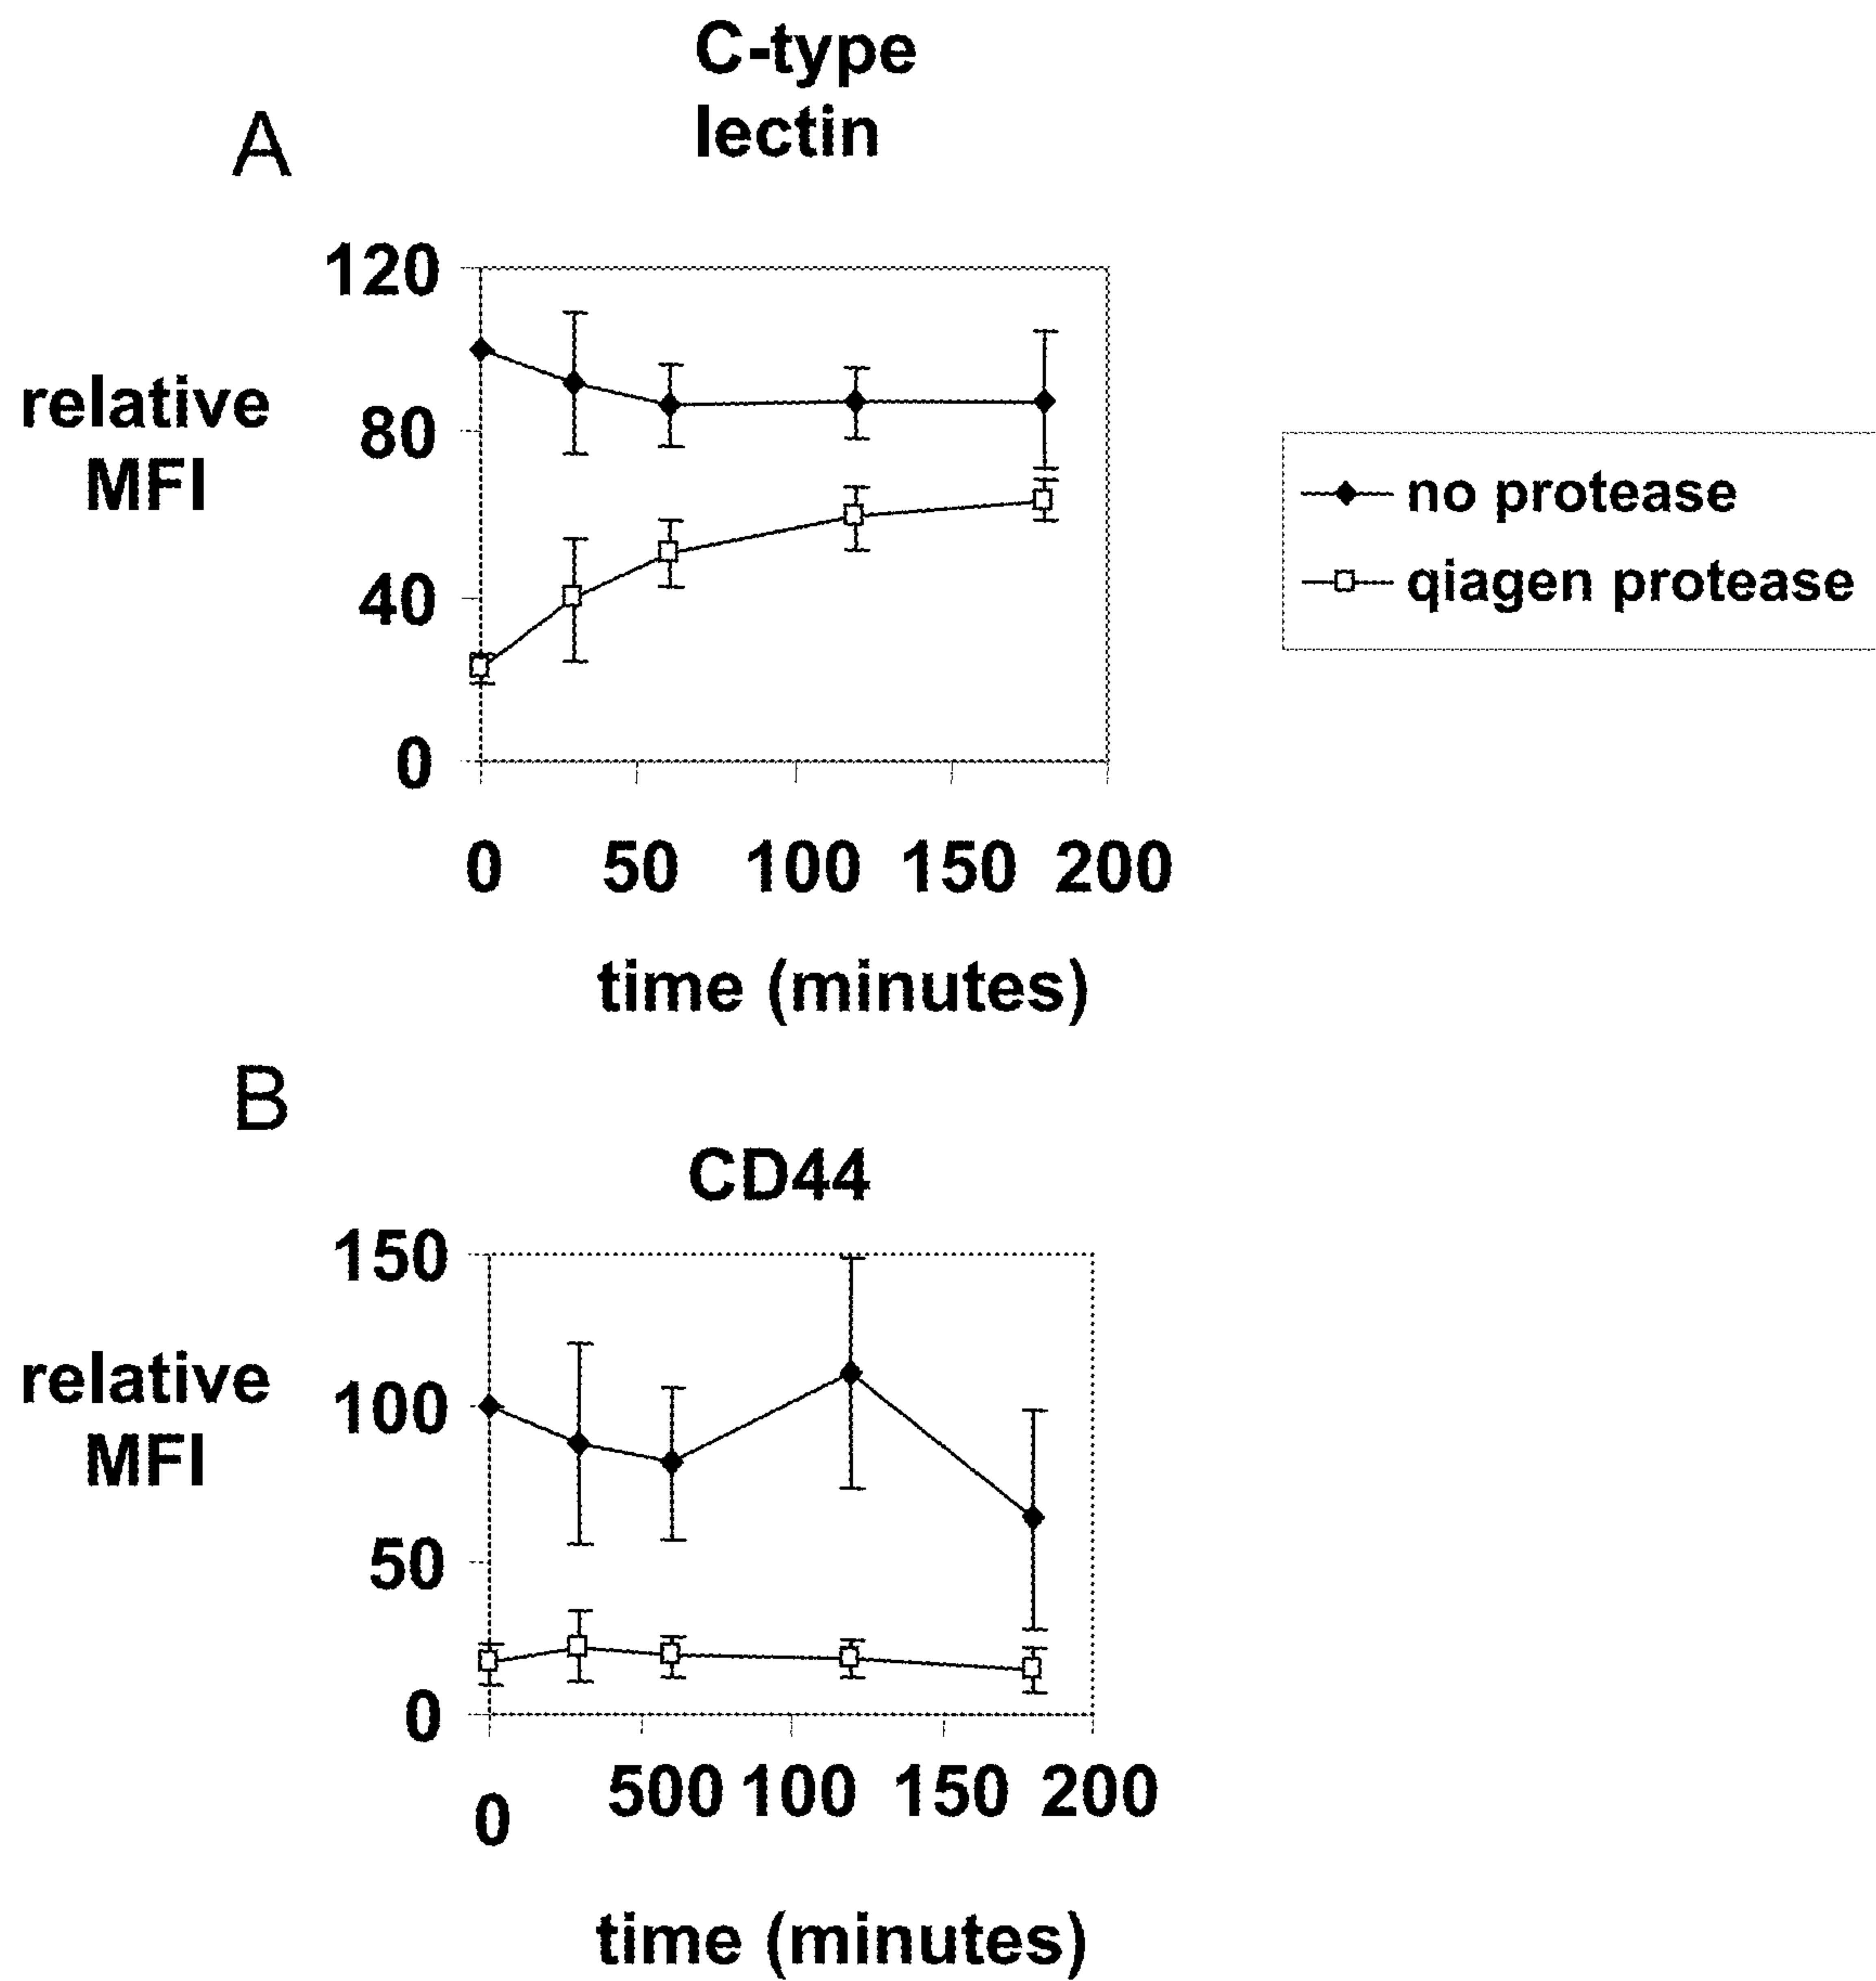 C-type
lectin
A
120
relative
MFI
80
40
0
0 50 100 150 200
time (minutes)
no protease
qiagen protease
B
CD44
150
relative
MFI
100
50
0
0 500 100 150 200
time (minutes)